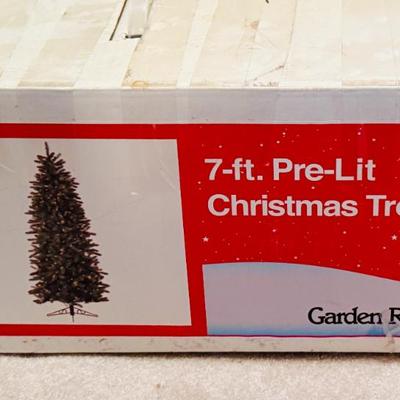 7-ft. Pre-Lit
Christmas Tre
Garden R